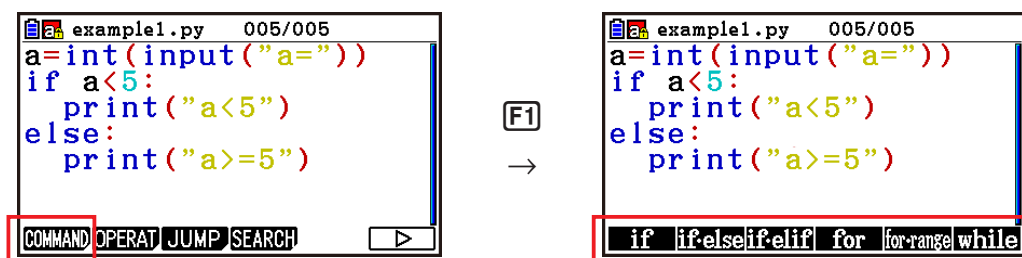 example1.py 005/005
a=int(input("a="))
if a<5:
  print("a<5")
else:
  print("a>=5")
COMMAND OPERAT JUMP SEARCH ▷
F1
→
example1.py 005/005
a=int(input("a="))
if a<5:
  print("a<5")
else:
  print("a>=5")
if if·else if·elif for for·range while